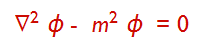 ∇² ϕ - m² ϕ = 0